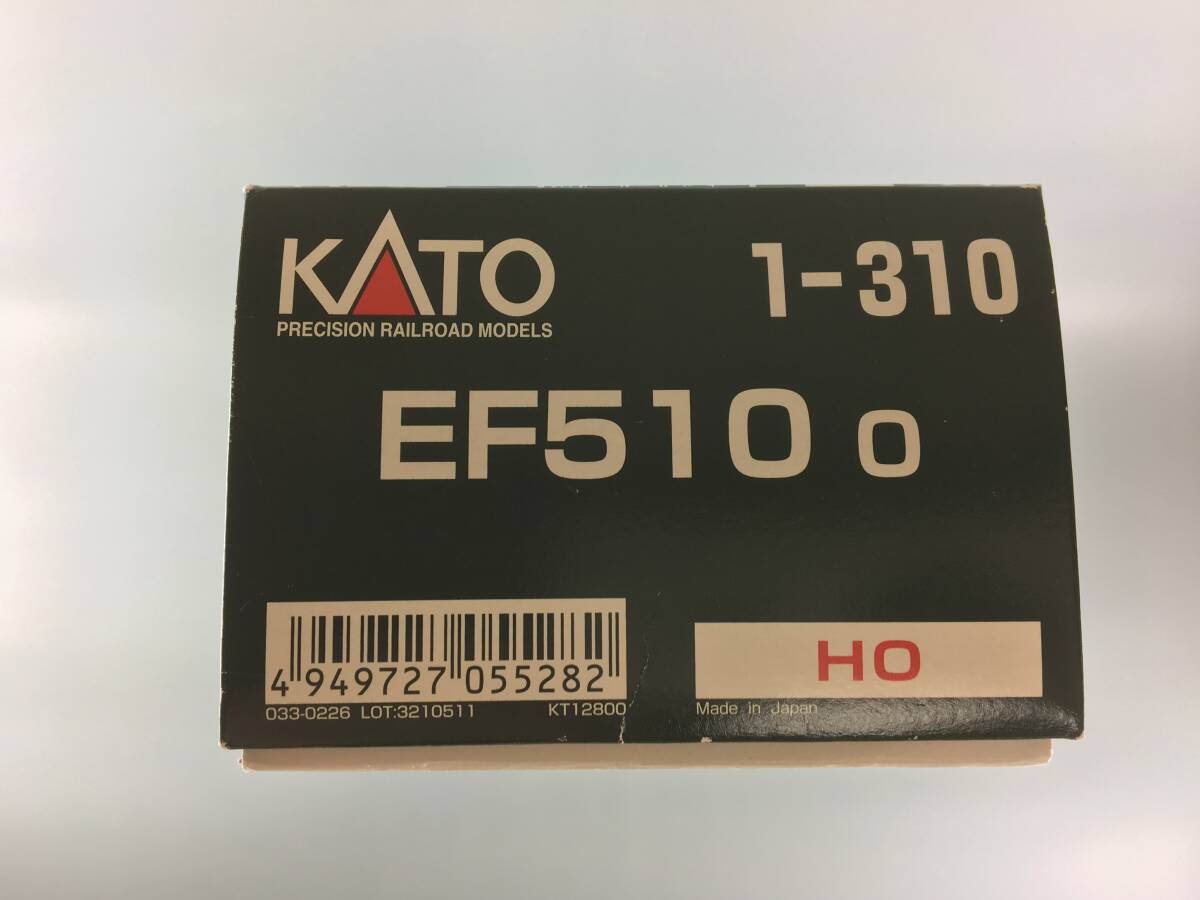 KATO
PRECISION RAILROAD MODELS
1-310
EF510 0
4 949727 055282
033-0226 LOT:3210511 KT12800
HO
Made in Japan